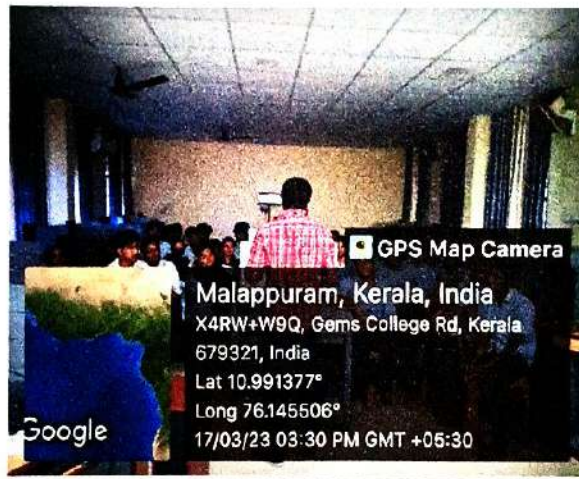 GPS Map Camera
Malappuram, Kerala, India
X4RW+W9Q, Gems College Rd, Kerala
679321, India
Lat 10.991377°
Long 76.145506°
17/03/23 03:30 PM GMT +05:30
Google